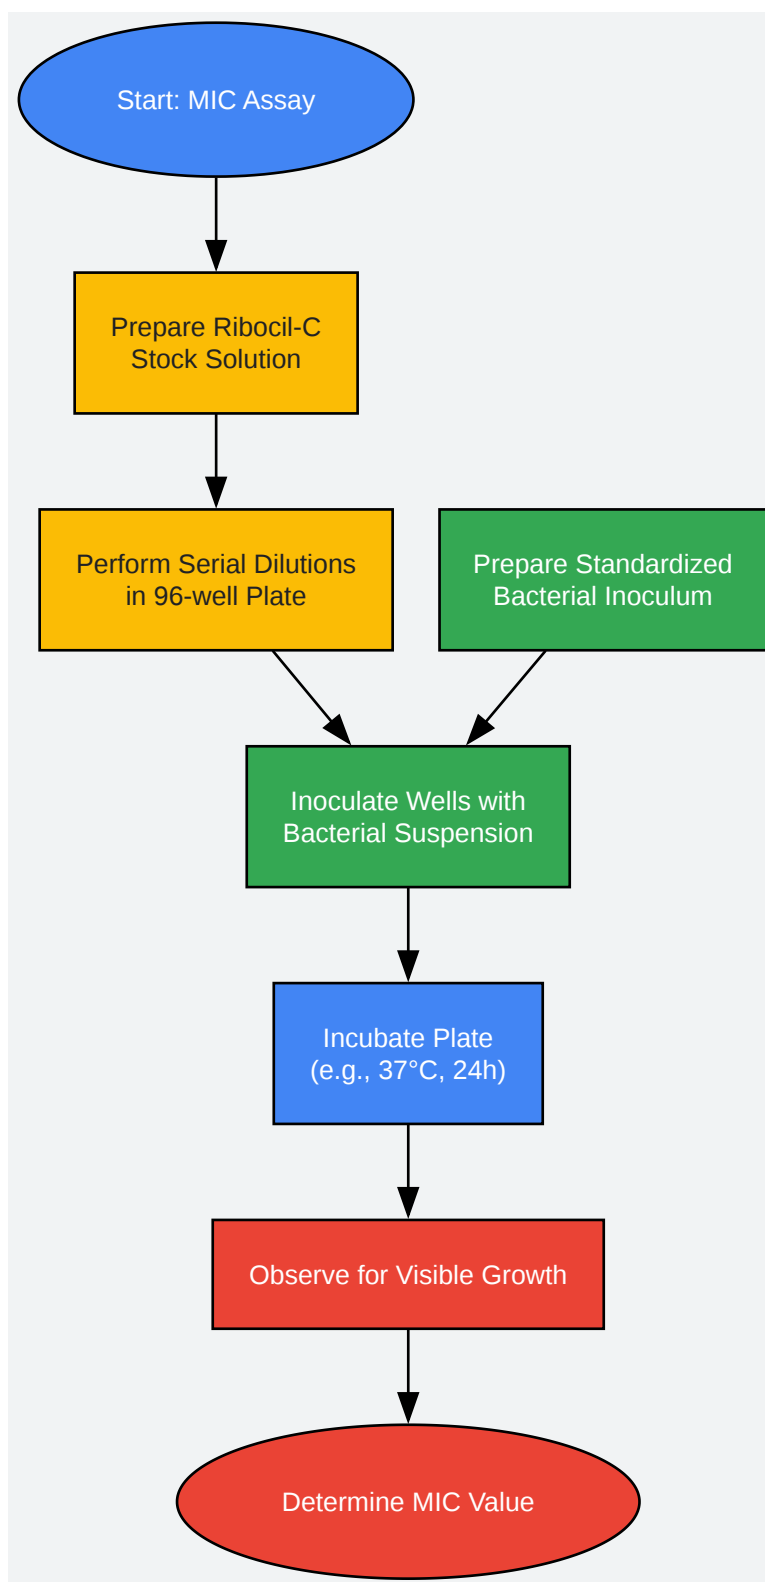 Start: MIC Assay
Prepare Ribocil-C
Stock Solution
Perform Serial Dilutions
in 96-well Plate
Prepare Standardized
Bacterial Inoculum
Inoculate Wells with
Bacterial Suspension
Incubate Plate
(e.g., 37°C, 24h)
Observe for Visible Growth
Determine MIC Value